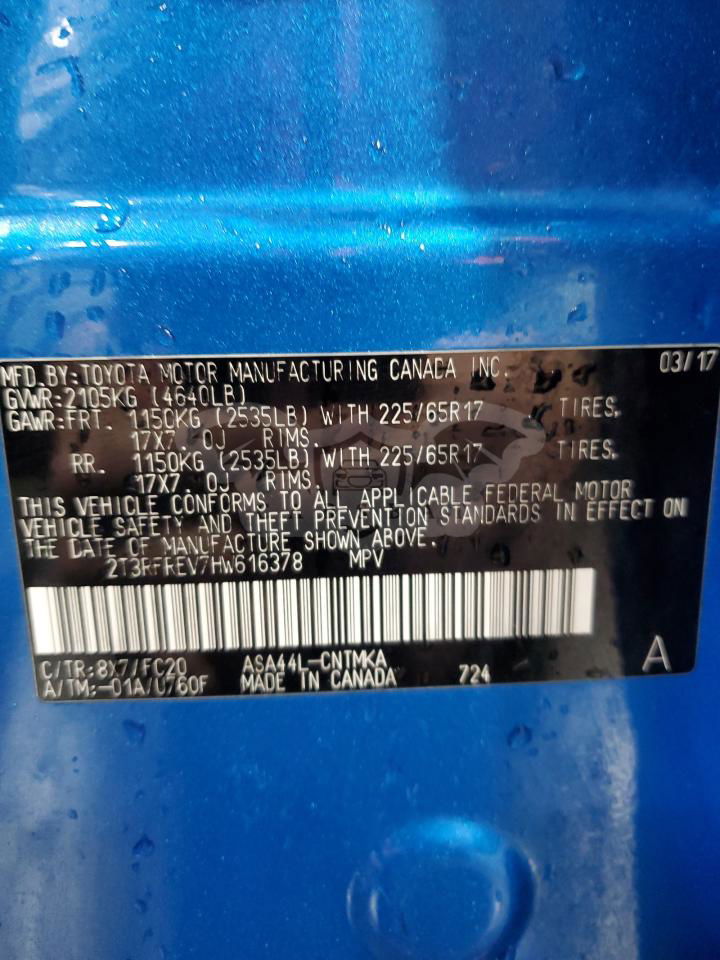 MFD.BY:TOYOTA MOTOR MANUFACTURING CANADA INC. 03/17
GVWR:2105KG (4640LB)
GAWR:FRT. 1150KG (2535LB) WITH 225/65R17 TIRES,
17X7 0J RIMS.
RR. 1150KG (2535LB) WITH 225/65R17 TIRES,
17X7 0J RIMS.
THIS VEHICLE CONFORMS TO ALL APPLICABLE FEDERAL MOTOR
VEHICLE SAFETY AND THEFT PREVENTION STANDARDS IN EFFECT ON
THE DATE OF MANUFACTURE SHOWN ABOVE.
2T3RFREV7HW616378 MPV
C/TR:8X7/FC20 ASA44L-CNTMKA A
A/TM:-01A/U760F MADE IN CANADA 724